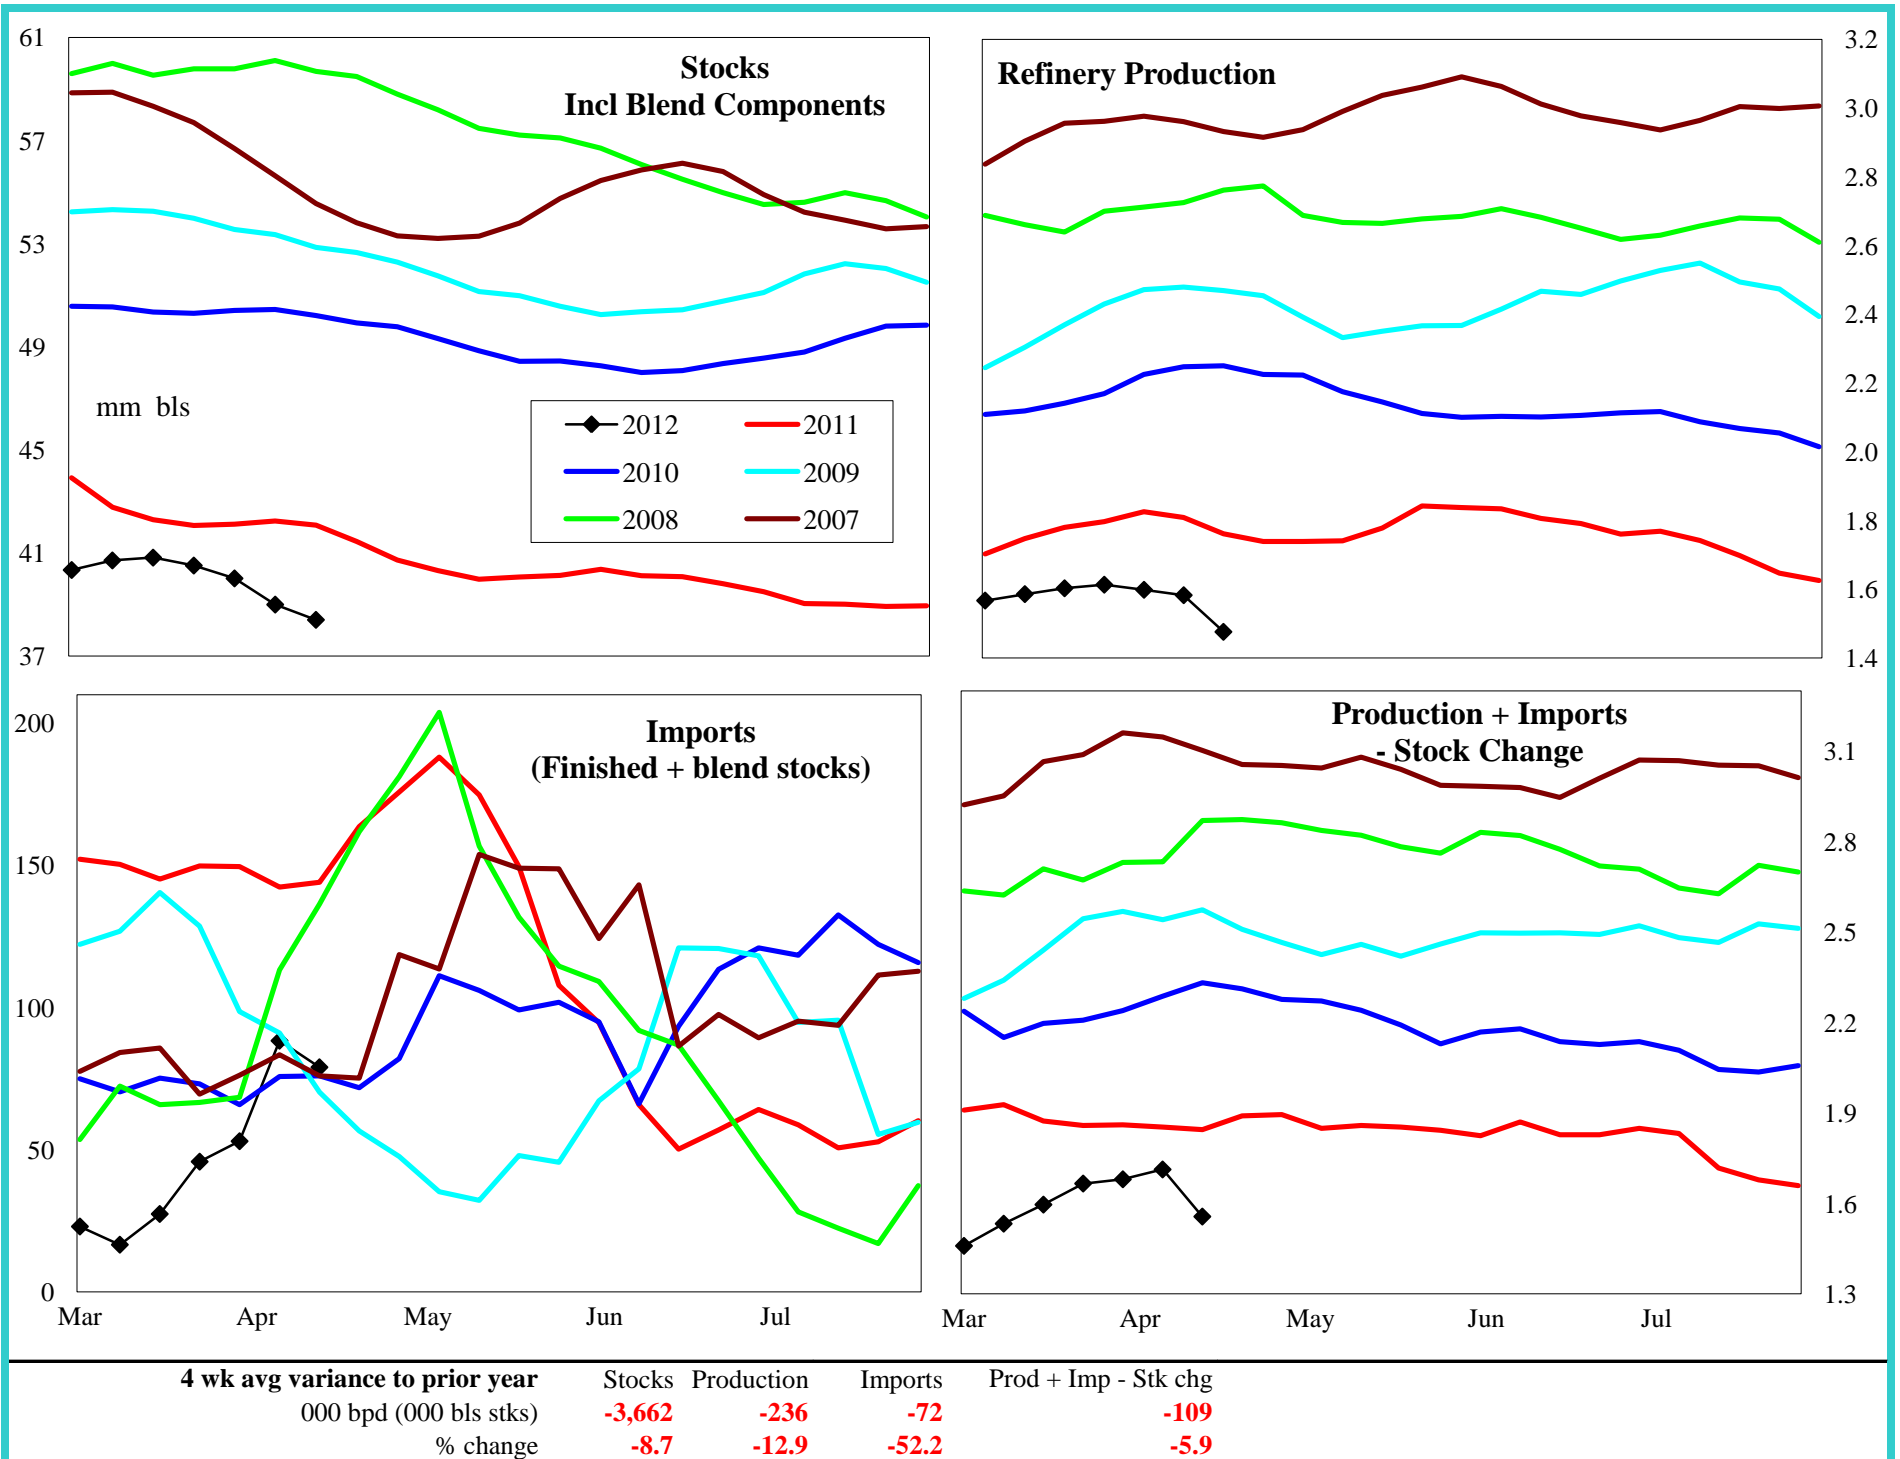 Stocks
Incl Blend Components
61
57
53
49
45
41
37
mm bls
2012 2011
2010 2009
2008 2007
Refinery Production
3.2
3.0
2.8
2.6
2.4
2.2
2.0
1.8
1.6
1.4
Imports
(Finished + blend stocks)
200
150
100
50
0
Mar Apr May Jun Jul
Production + Imports
- Stock Change
3.1
2.8
2.5
2.2
1.9
1.6
1.3
Mar Apr May Jun Jul
4 wk avg variance to prior year Stocks Production Imports Prod + Imp - Stk chg
000 bpd (000 bls stks) -3,662 -236 -72 -109
% change -8.7 -12.9 -52.2 -5.9